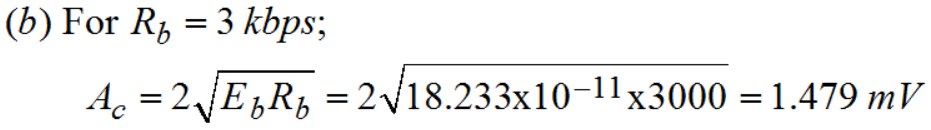 (b) For R_b = 3 kbps;
A_c = 2√(E_b R_b) = 2√(18.233x10^−11 x3000) = 1.479 mV